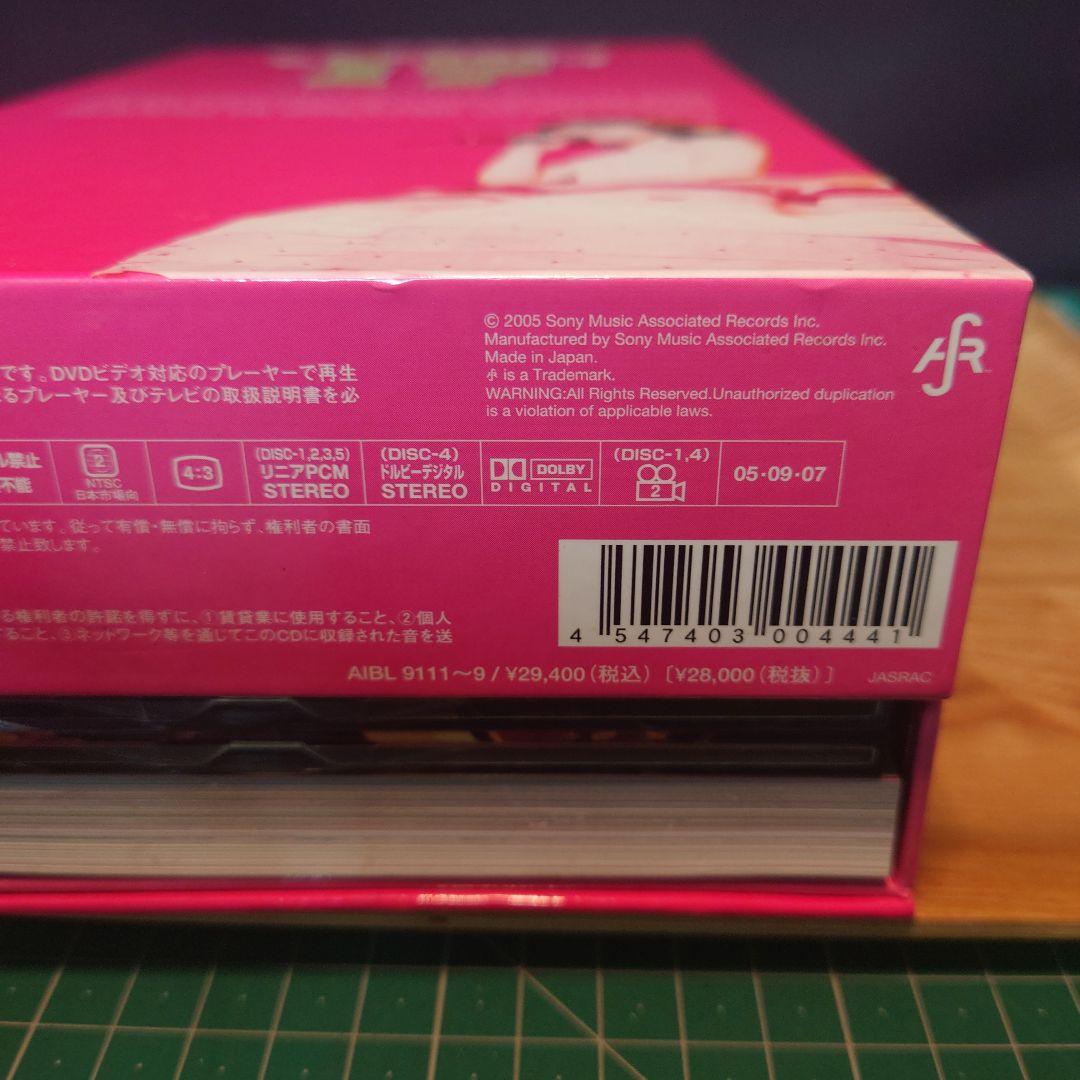 © 2005 Sony Music Associated Records Inc.
Manufactured by Sony Music Associated Records Inc.
Made in Japan.
is a Trademark.
WARNING:All Rights Reserved.Unauthorized duplication
is a violation of applicable laws.
です。DVDビデオ対応のプレーヤーで再生
るプレーヤー及びテレビの取扱説明書を必
ル禁止
不能
2
NTSC
日本市場向
4:3
(DISC-1,2,3,5)
リニアPCM
STEREO
(DISC-4)
ドルビーデジタル
STEREO
DOLBY
DIGITAL
(DISC-1,4)
2
05・09・07
ています。従って有償・無償に拘らず、権利者の書面
禁止致します。
る権利者の許諾を得ずに、①賃貸業に使用すること、②個人
すること、③ネットワーク等を通じてこのCDに収録された音を送
4 547403 004441
AIBL 9111～9 / ¥29,400(税込) [¥28,000(税抜)]
JASRAC